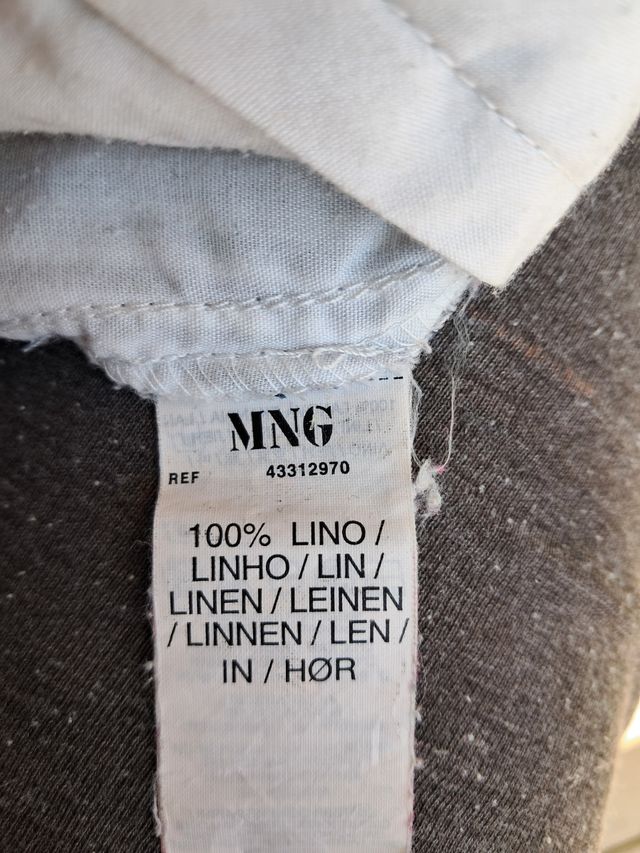 MNG
REF 43312970
100% LINO /
LINHO / LIN /
LINEN / LEINEN
/ LINNEN / LEN /
IN / HØR